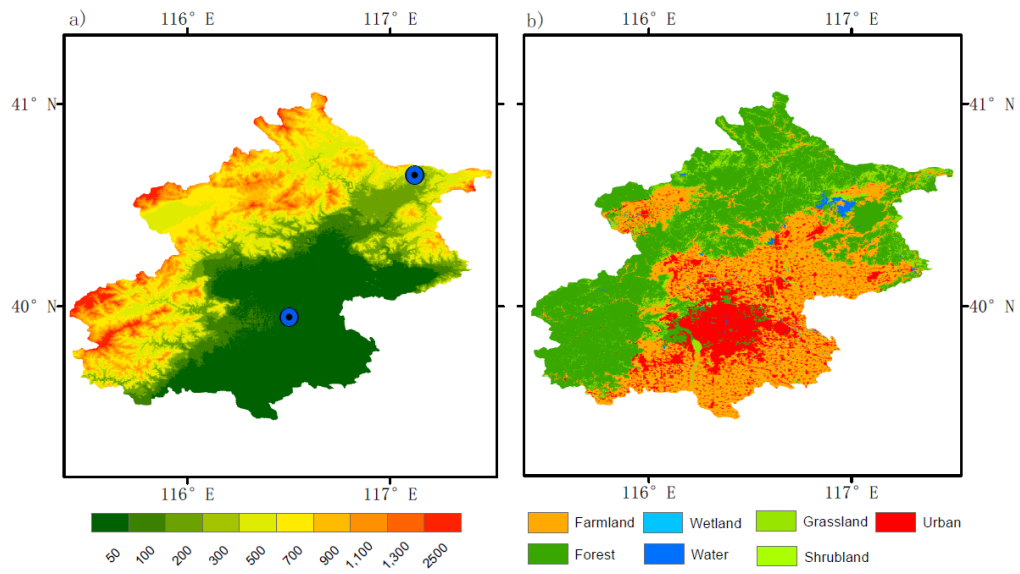 a) 116° E 117° E
b) 116° E 117° E
41° N
41° N
40° N
40° N
116° E 117° E
116° E 117° E
50 100 200 300 500 700 900 1,100 1,300 2500
Farmland Wetland Grassland Urban
Forest Water Shrubland